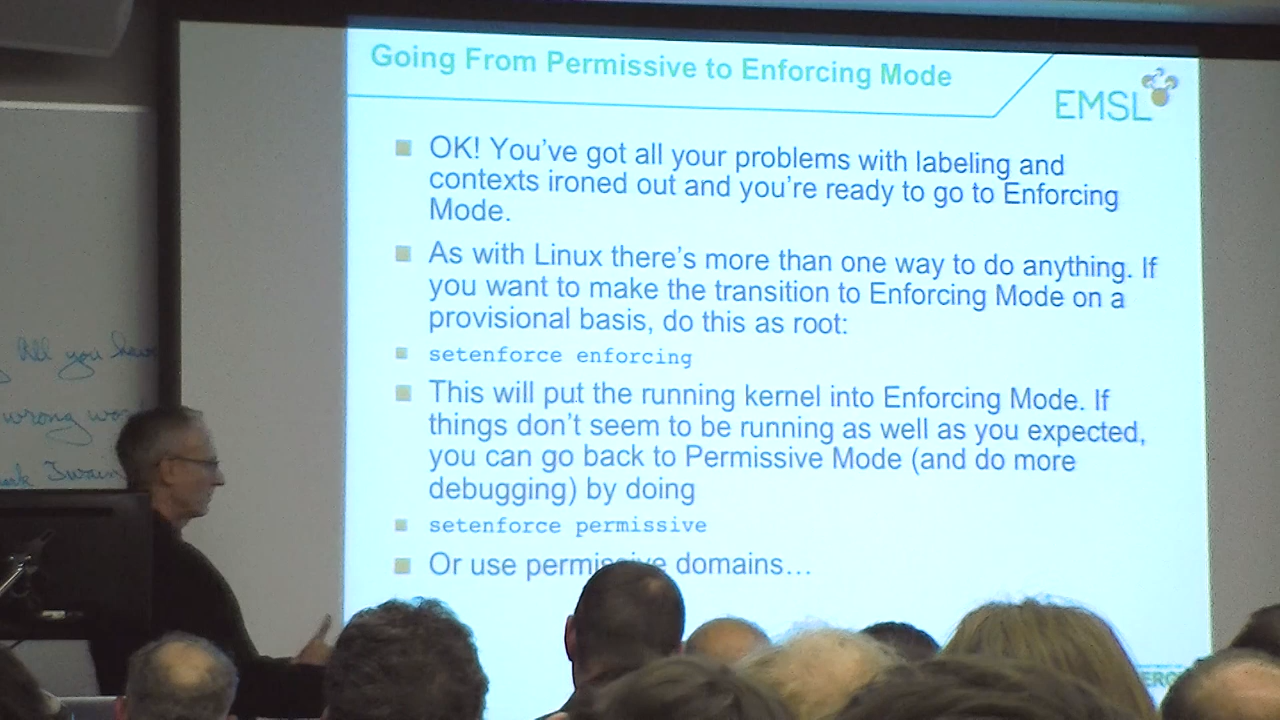 Going From Permissive to Enforcing Mode
EMSL
OK! You've got all your problems with labeling and
contexts ironed out and you're ready to go to Enforcing
Mode.
As with Linux there's more than one way to do anything. If
you want to make the transition to Enforcing Mode on a
provisional basis, do this as root:
setenforce enforcing
This will put the running kernel into Enforcing Mode. If
things don't seem to be running as well as you expected,
you can go back to Permissive Mode (and do more
debugging) by doing
setenforce permissive
Or use permissive domains…
All you have
wrong
Twain